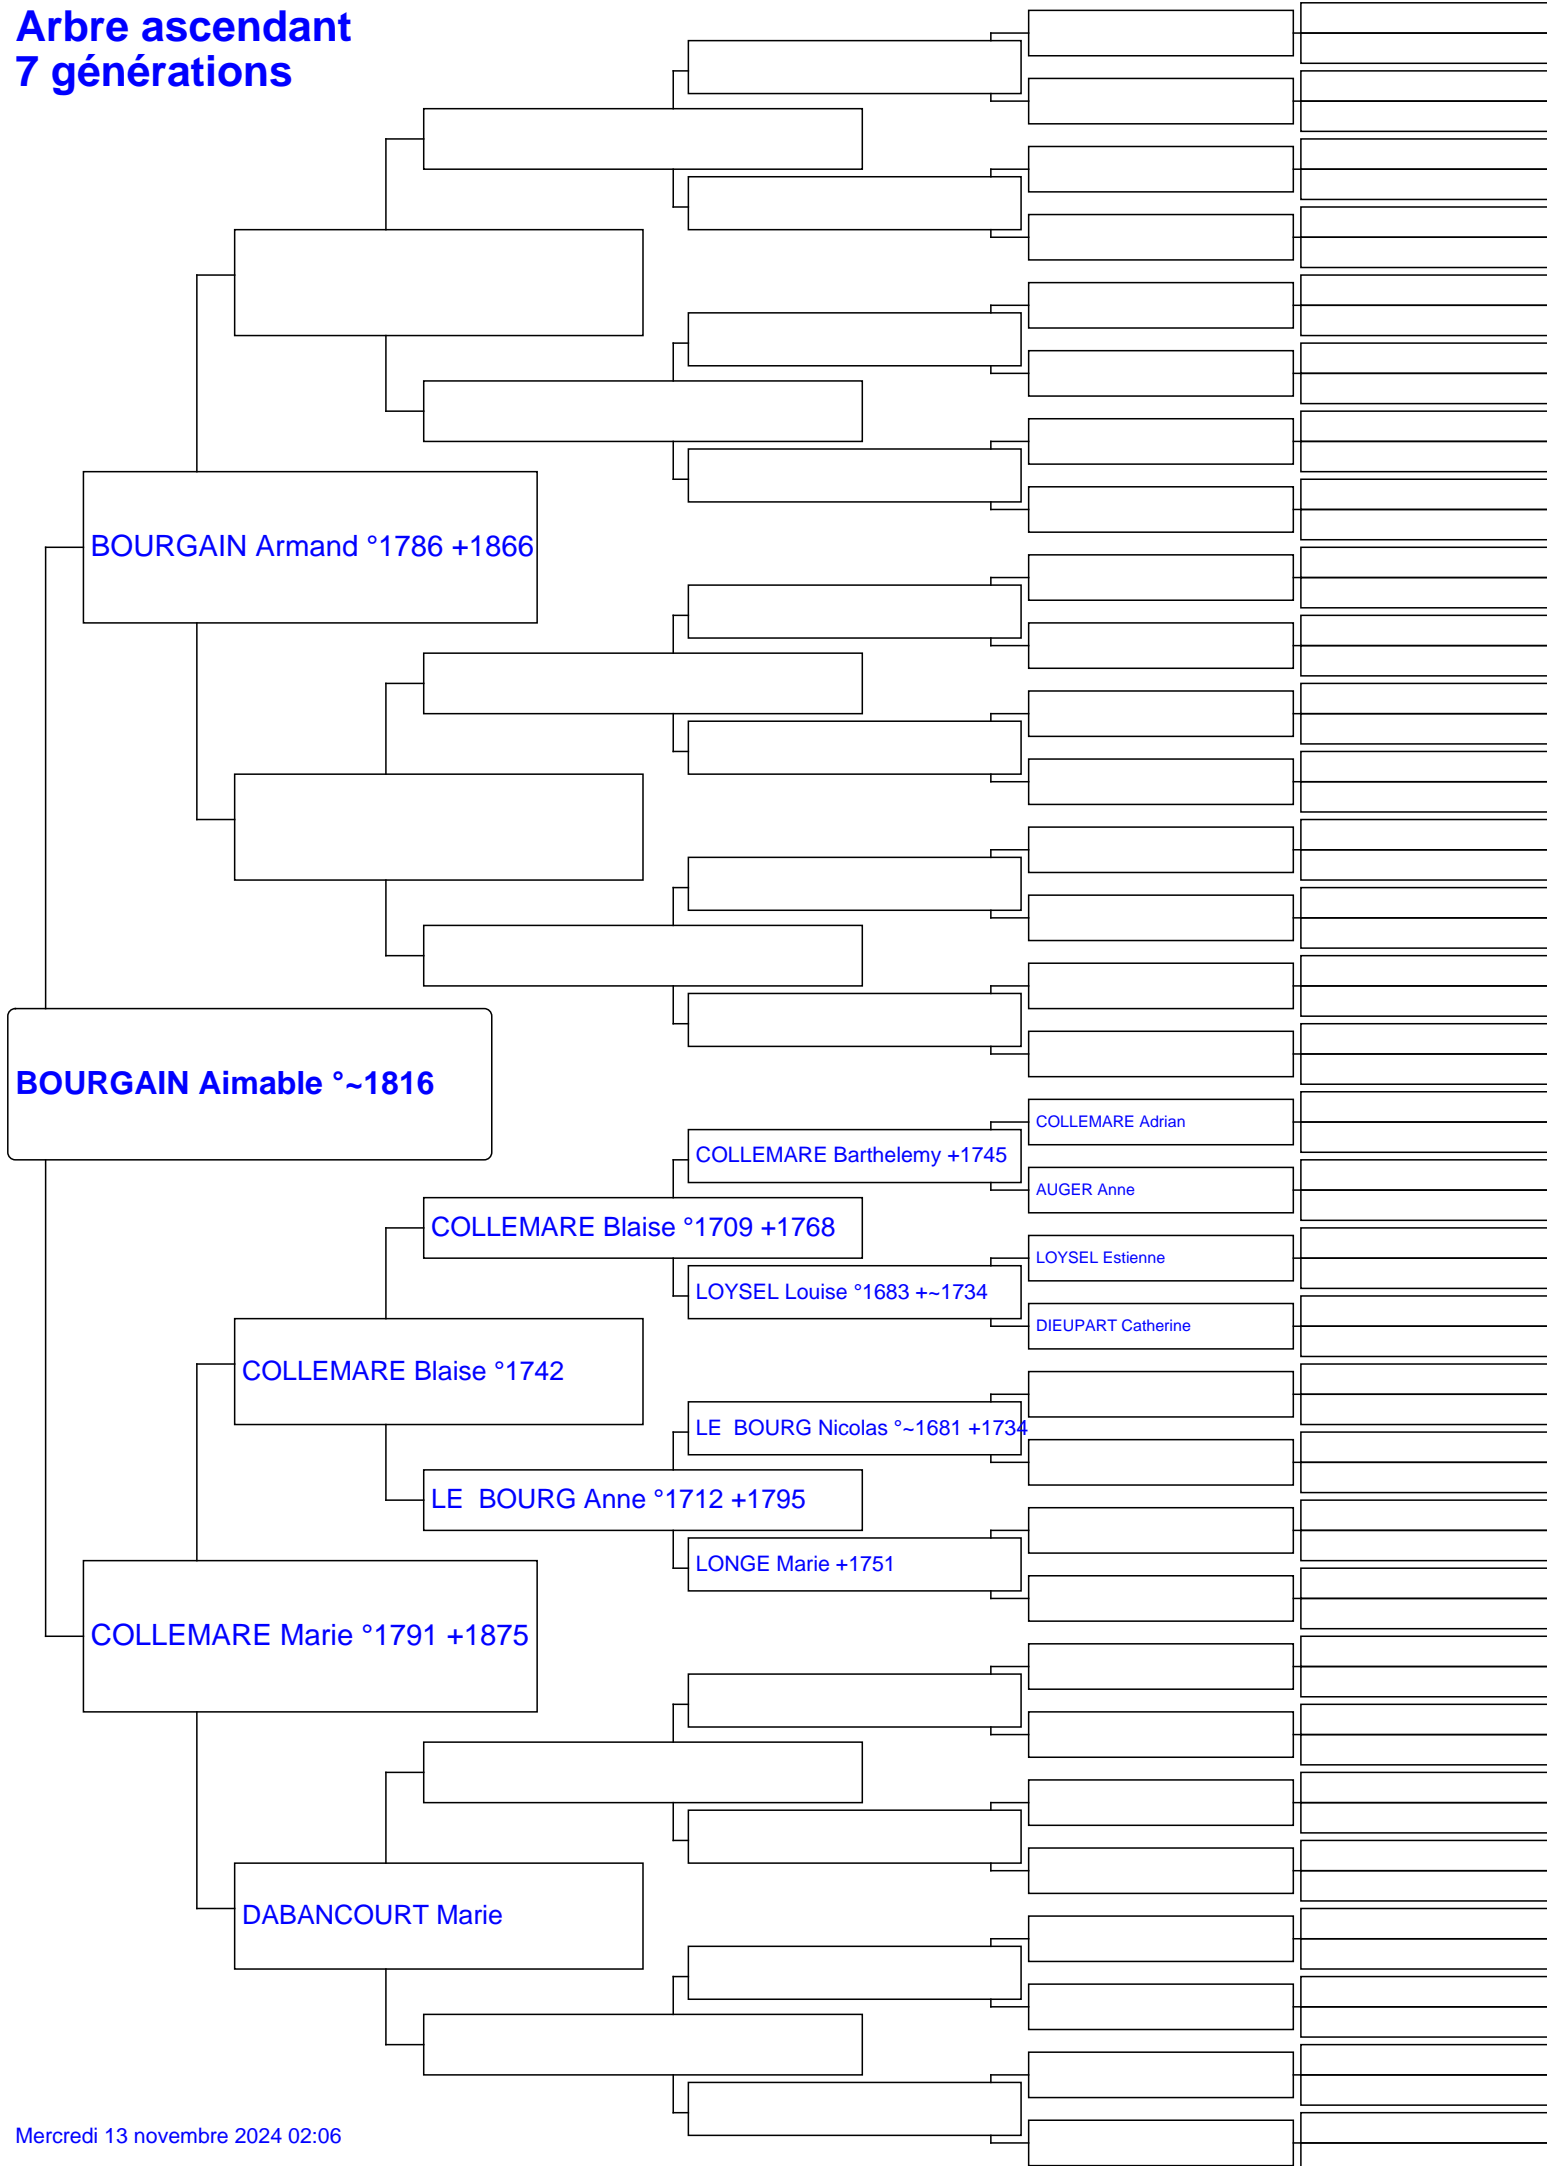 Arbre ascendant
7 générations
BOURGAIN Armand °1786 +1866
BOURGAIN Aimable °~1816
COLLEMARE Adrian
COLLEMARE Barthelemy +1745
AUGER Anne
COLLEMARE Blaise °1709 +1768
LOYSEL Estienne
LOYSEL Louise °1683 +~1734
DIEUPART Catherine
COLLEMARE Blaise °1742
LE  BOURG Nicolas °~1681 +1734
LE  BOURG Anne °1712 +1795
LONGE Marie +1751
COLLEMARE Marie °1791 +1875
DABANCOURT Marie
Mercredi 13 novembre 2024 02:06